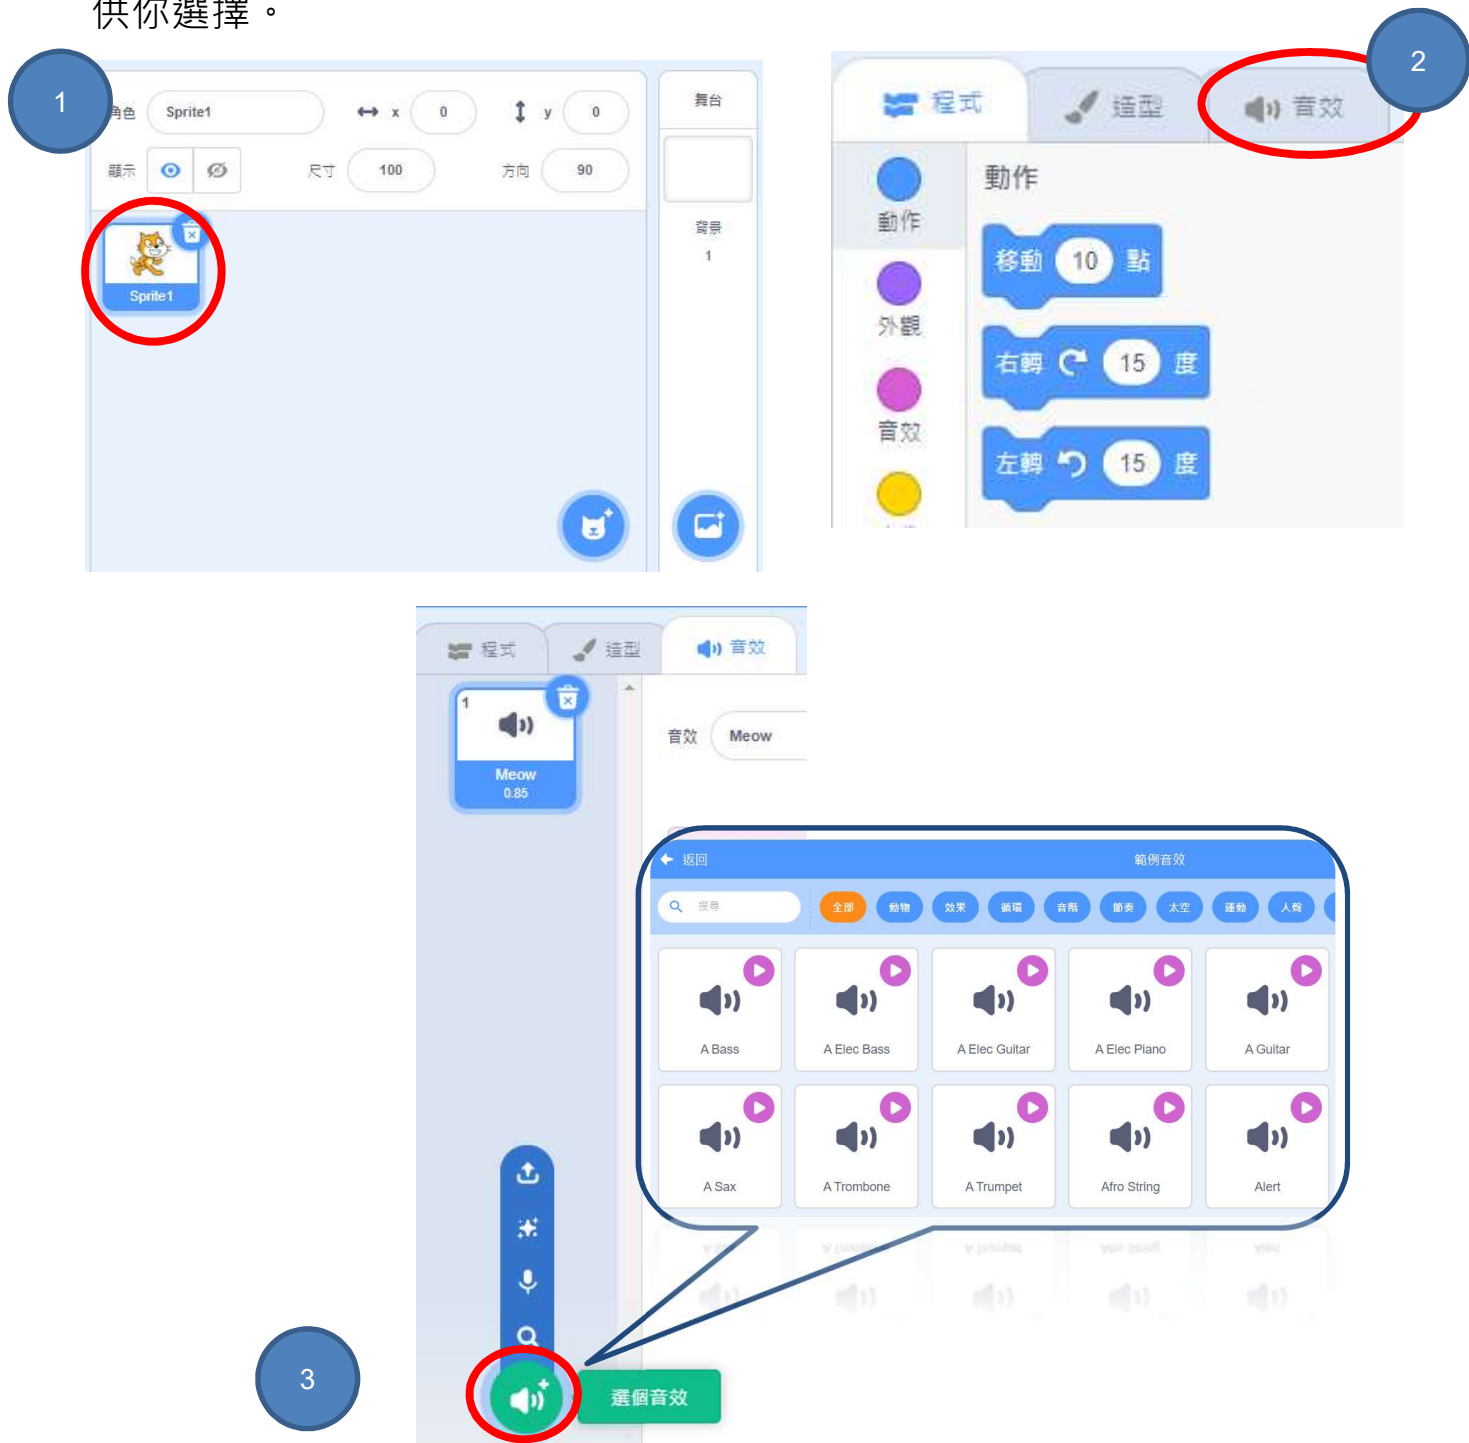 供你選擇。
1
角色 Sprite1 x 0 y 0
顯示 尺寸 100 方向 90
Sprite1
舞台
背景
1
2
程式 造型 音效
動作
外觀
音效
動作
移動 10 點
右轉 15 度
左轉 15 度
程式 造型 音效
1
Meow
0.85
音效 Meow
返回 範例音效
搜尋 全部 動物 效果 循環 音階 節奏 太空 運動 人聲
A Bass A Elec Bass A Elec Guitar A Elec Piano A Guitar
A Sax A Trombone A Trumpet Afro String Alert
3
選個音效